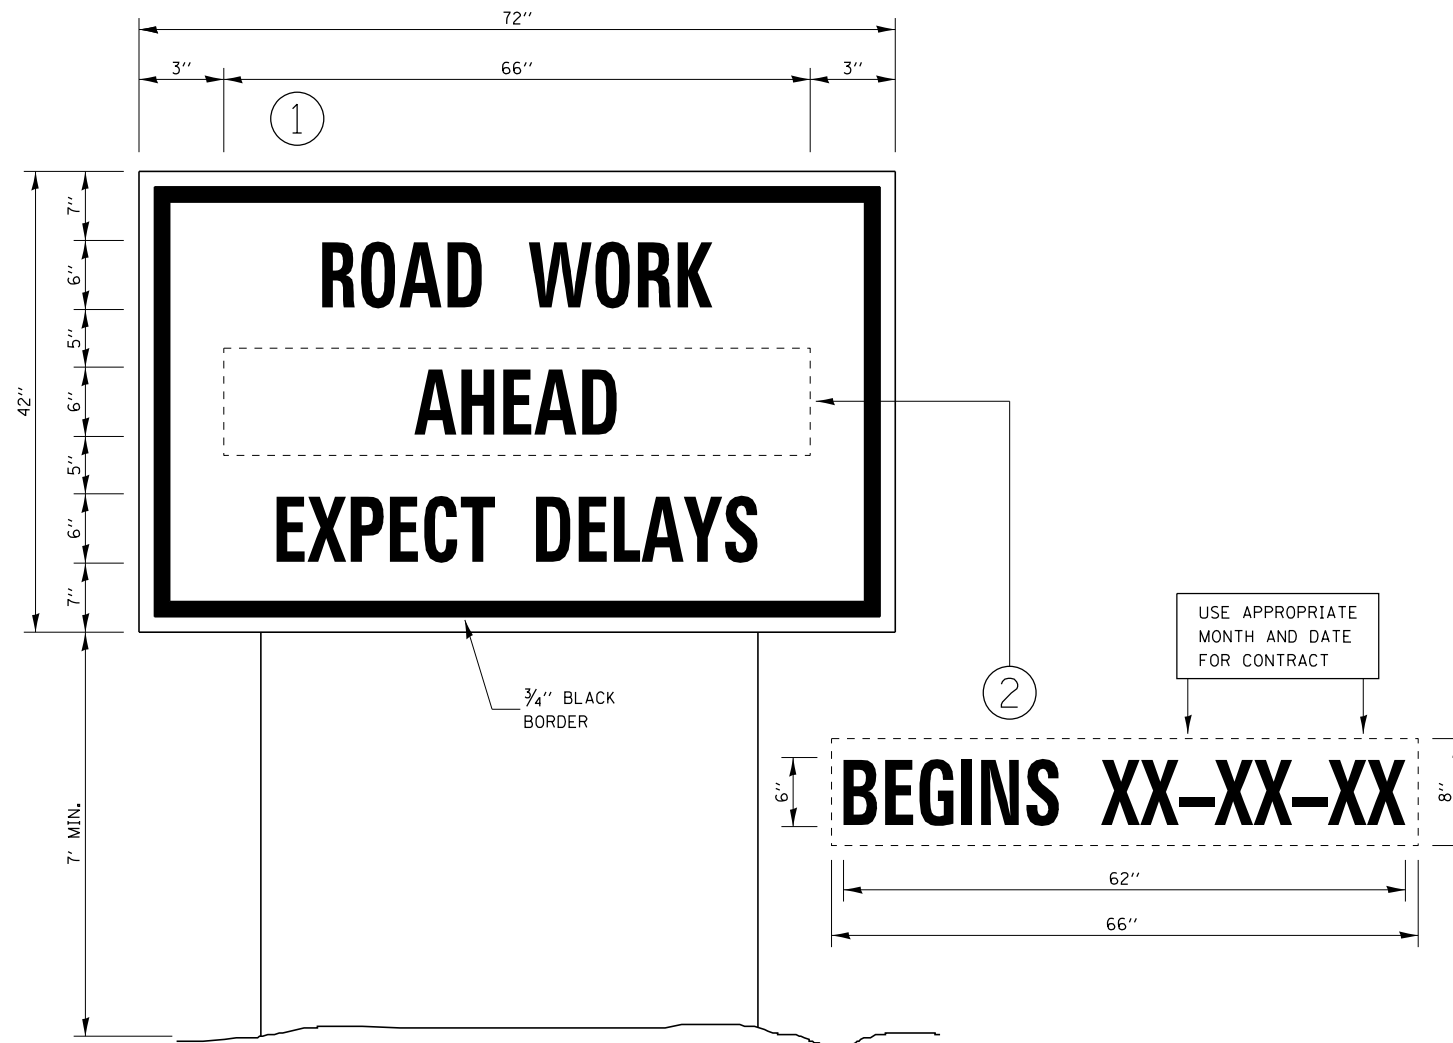 72''
3'' 66'' 3''
1
7''
6''
5''
6''
5''
6''
7''
42''
ROAD WORK
AHEAD
EXPECT DELAYS
3/4'' BLACK
BORDER
7' MIN.
2
USE APPROPRIATE
MONTH AND DATE
FOR CONTRACT
6''
BEGINS XX-XX-XX
8''
62''
66''